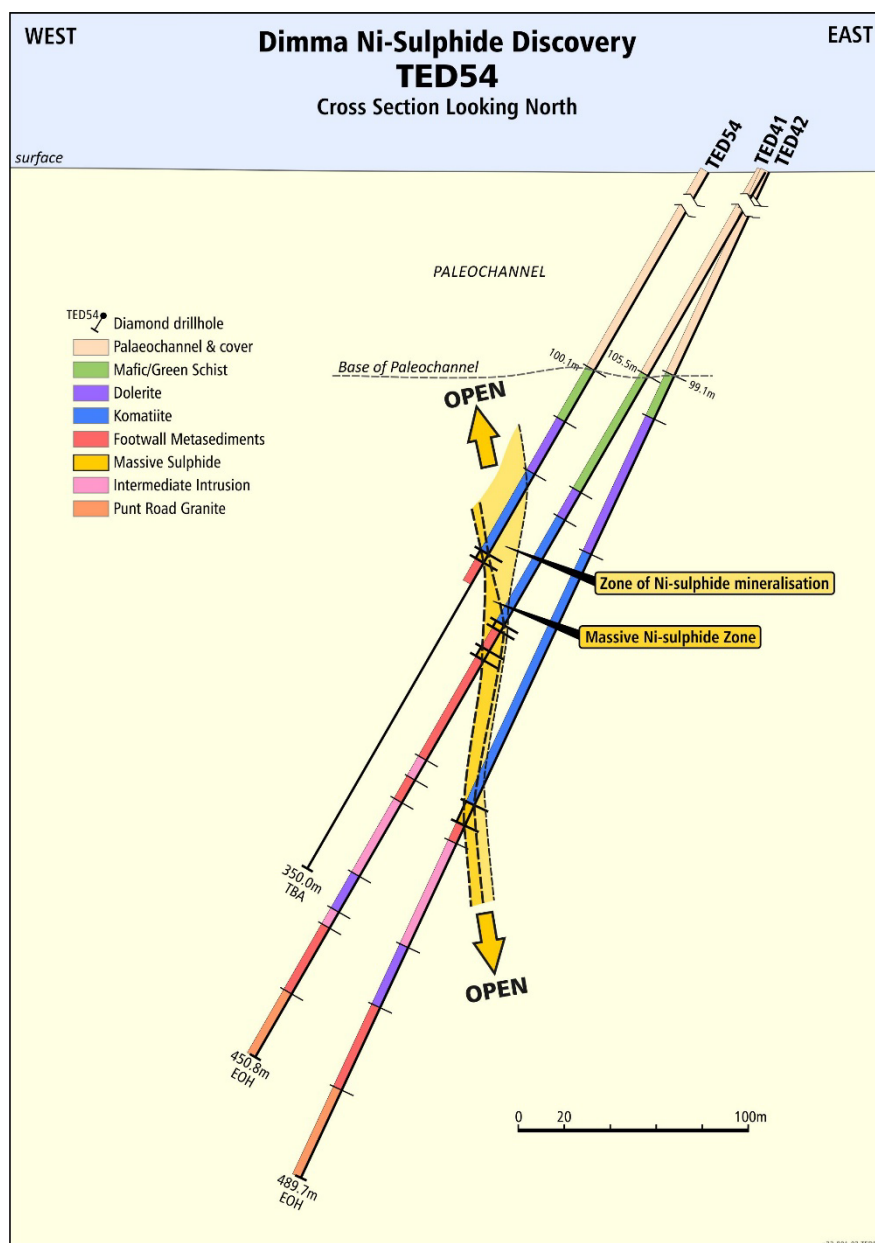 WEST
Dimma Ni-Sulphide Discovery
EAST
TED54
Cross Section Looking North
surface
TED54
TED41
TED42
PALEOCHANNEL
TED54
Diamond drillhole
Palaeochannel & cover
Mafic/Green Schist
Dolerite
Komatiite
Footwall Metasediments
Massive Sulphide
Intermediate Intrusion
Punt Road Granite
Base of Paleochannel
100.1m
105.5m
99.1m
OPEN
Zone of Ni-sulphide mineralisation
Massive Ni-sulphide Zone
350.0m
TBA
OPEN
450.8m
EOH
489.7m
EOH
0 20 100m